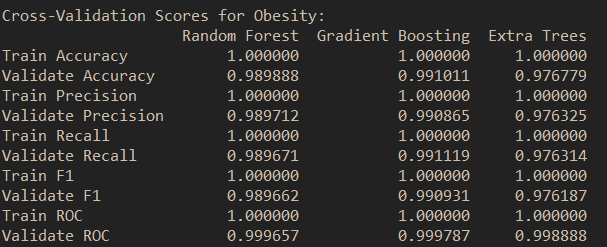 Cross-Validation Scores for Obesity:
Random Forest Gradient Boosting Extra Trees
Train Accuracy 1.000000 1.000000 1.000000
Validate Accuracy 0.989888 0.991011 0.976779
Train Precision 1.000000 1.000000 1.000000
Validate Precision 0.989712 0.990865 0.976325
Train Recall 1.000000 1.000000 1.000000
Validate Recall 0.989671 0.991119 0.976314
Train F1 1.000000 1.000000 1.000000
Validate F1 0.989662 0.990931 0.976187
Train ROC 1.000000 1.000000 1.000000
Validate ROC 0.999657 0.999787 0.998888